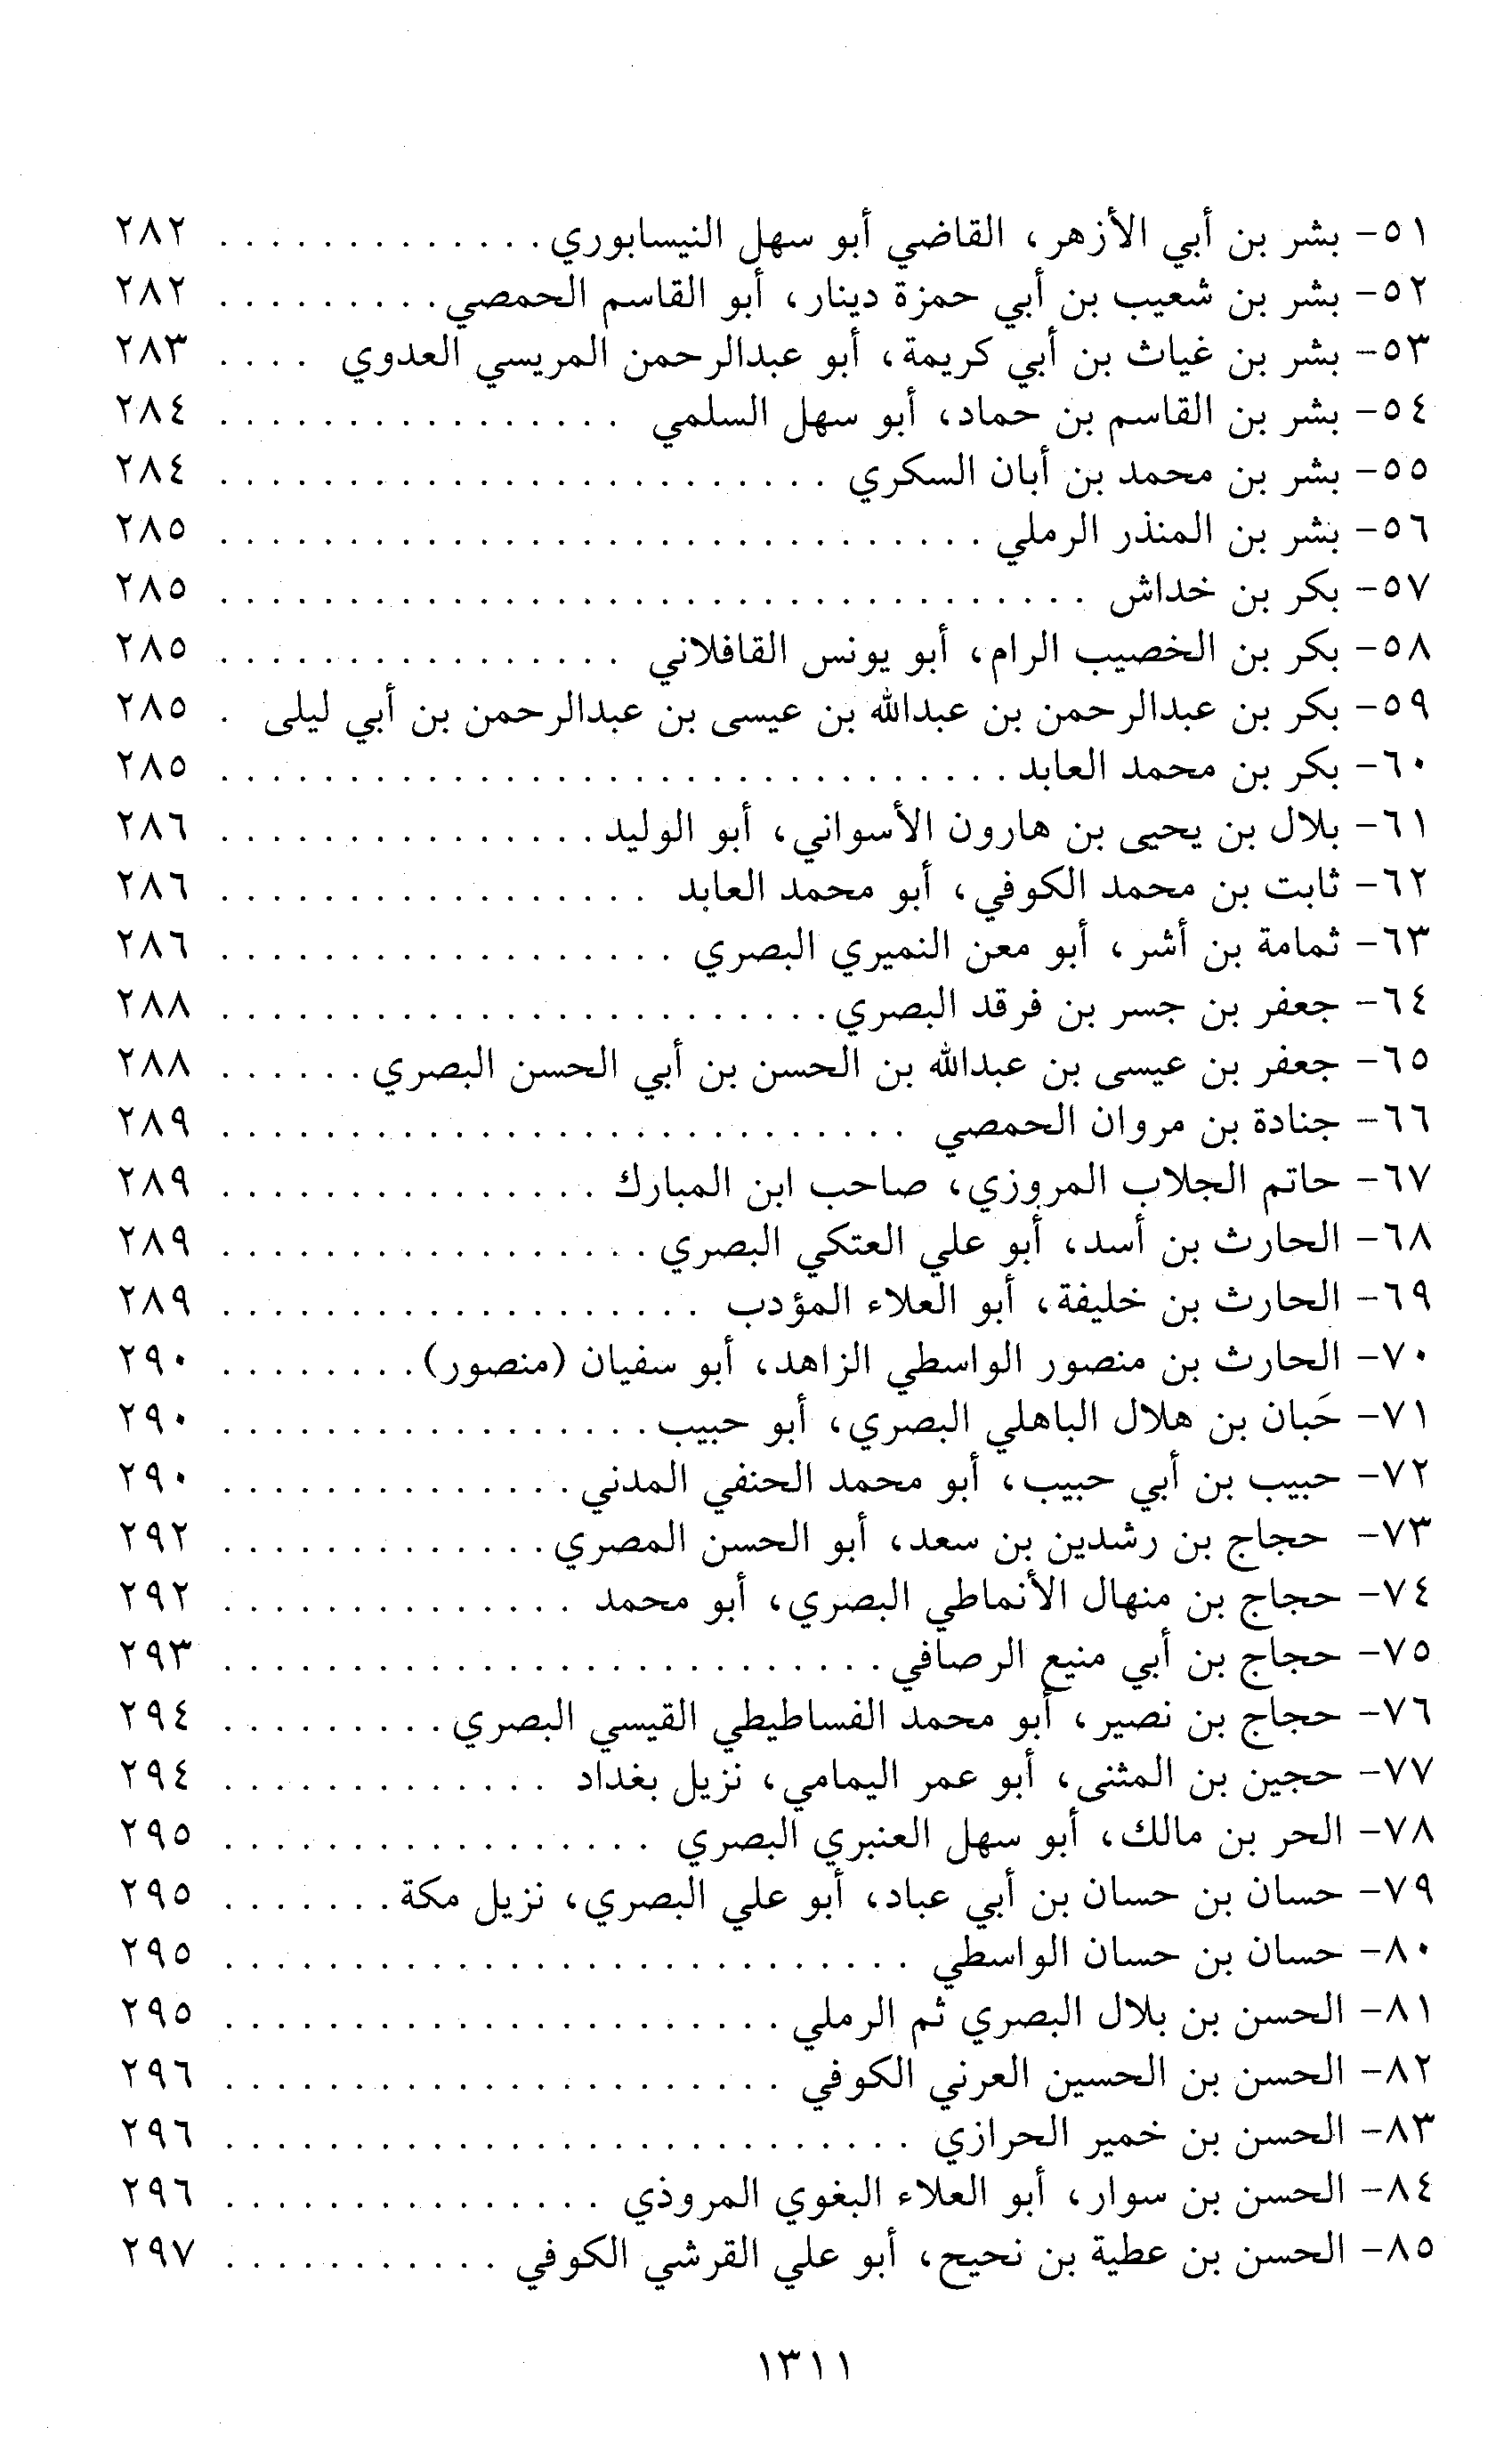 ٥١- بشر بن أبي الأزهر، القاضي أبو سهل النيسابوري . . . . . . . . . . . . . ٢٨٢
٥٢- بشر بن شعيب بن أبي حمزة دينار، أبو القاسم الحمصي . . . . . . . . . ٢٨٢
٥٣- بشر بن غياث بن أبي كريمة، أبو عبدالرحمن المريسي العدوي . . . . ٢٨٣
٥٤- بشر بن القاسم بن حماد، أبو سهل السلمي . . . . . . . . . . . . . . . . ٢٨٤
٥٥- بشر بن محمد بن أبان السكري . . . . . . . . . . . . . . . . . . . . . . . . ٢٨٤
٥٦- بشر بن المنذر الرملي . . . . . . . . . . . . . . . . . . . . . . . . . . . . . . ٢٨٥
٥٧- بكر بن خداش . . . . . . . . . . . . . . . . . . . . . . . . . . . . . . . . . . ٢٨٥
٥٨- بكر بن الخصيب الرام، أبو يونس القافلاني . . . . . . . . . . . . . . . . ٢٨٥
٥٩- بكر بن عبدالرحمن بن عبدالله بن عيسى بن عبدالرحمن بن أبي ليلى . ٢٨٥
٦٠- بكر بن محمد العابد . . . . . . . . . . . . . . . . . . . . . . . . . . . . . . . ٢٨٥
٦١- بلال بن يحيى بن هارون الأسواني، أبو الوليد . . . . . . . . . . . . . . . ٢٨٦
٦٢- ثابت بن محمد الكوفي، أبو محمد العابد . . . . . . . . . . . . . . . . . ٢٨٦
٦٣- ثمامة بن أشر، أبو معن النميري البصري . . . . . . . . . . . . . . . . . . ٢٨٦
٦٤- جعفر بن جسر بن فرقد البصري . . . . . . . . . . . . . . . . . . . . . . . . ٢٨٨
٦٥- جعفر بن عيسى بن عبدالله بن الحسن بن أبي الحسن البصري . . . . . . ٢٨٨
٦٦- جنادة بن مروان الحمصي . . . . . . . . . . . . . . . . . . . . . . . . . . . ٢٨٩
٦٧- حاتم الجلاب المروزي، صاحب ابن المبارك . . . . . . . . . . . . . . . ٢٨٩
٦٨- الحارث بن أسد، أبو علي العتكي البصري . . . . . . . . . . . . . . . . . ٢٨٩
٦٩- الحارث بن خليفة، أبو العلاء المؤدب . . . . . . . . . . . . . . . . . . . ٢٨٩
٧٠- الحارث بن منصور الواسطي الزاهد، أبو سفيان (منصور) . . . . . . . . ٢٩٠
٧١- حَبان بن هلال الباهلي البصري، أبو حبيب . . . . . . . . . . . . . . . . . ٢٩٠
٧٢- حبيب بن أبي حبيب، أبو محمد الحنفي المدني . . . . . . . . . . . . . . ٢٩٠
٧٣- حجاج بن رشدين بن سعد، أبو الحسن المصري . . . . . . . . . . . . . ٢٩٢
٧٤- حجاج بن منهال الأنماطي البصري، أبو محمد . . . . . . . . . . . . . . ٢٩٢
٧٥- حجاج بن أبي منيع الرصافي . . . . . . . . . . . . . . . . . . . . . . . . . . ٢٩٣
٧٦- حجاج بن نصير، أبو محمد الفساطيطي القيسي البصري . . . . . . . . . ٢٩٤
٧٧- حجين بن المثنى، أبو عمر اليمامي، نزيل بغداد . . . . . . . . . . . . . ٢٩٤
٧٨- الحر بن مالك، أبو سهل العنبري البصري . . . . . . . . . . . . . . . . . ٢٩٥
٧٩- حسان بن حسان بن أبي عباد، أبو علي البصري، نزيل مكة . . . . . . . ٢٩٥
٨٠- حسان بن حسان الواسطي . . . . . . . . . . . . . . . . . . . . . . . . . . . ٢٩٥
٨١- الحسن بن بلال البصري ثم الرملي . . . . . . . . . . . . . . . . . . . . . . ٢٩٥
٨٢- الحسن بن الحسين العرني الكوفي . . . . . . . . . . . . . . . . . . . . . . ٢٩٦
٨٣- الحسن بن خمير الحرازي . . . . . . . . . . . . . . . . . . . . . . . . . . . ٢٩٦
٨٤- الحسن بن سوار، أبو العلاء البغوي المروذي . . . . . . . . . . . . . . . ٢٩٦
٨٥- الحسن بن عطية بن نحيح، أبو علي القرشي الكوفي . . . . . . . . . . . ٢٩٧
١٣١١